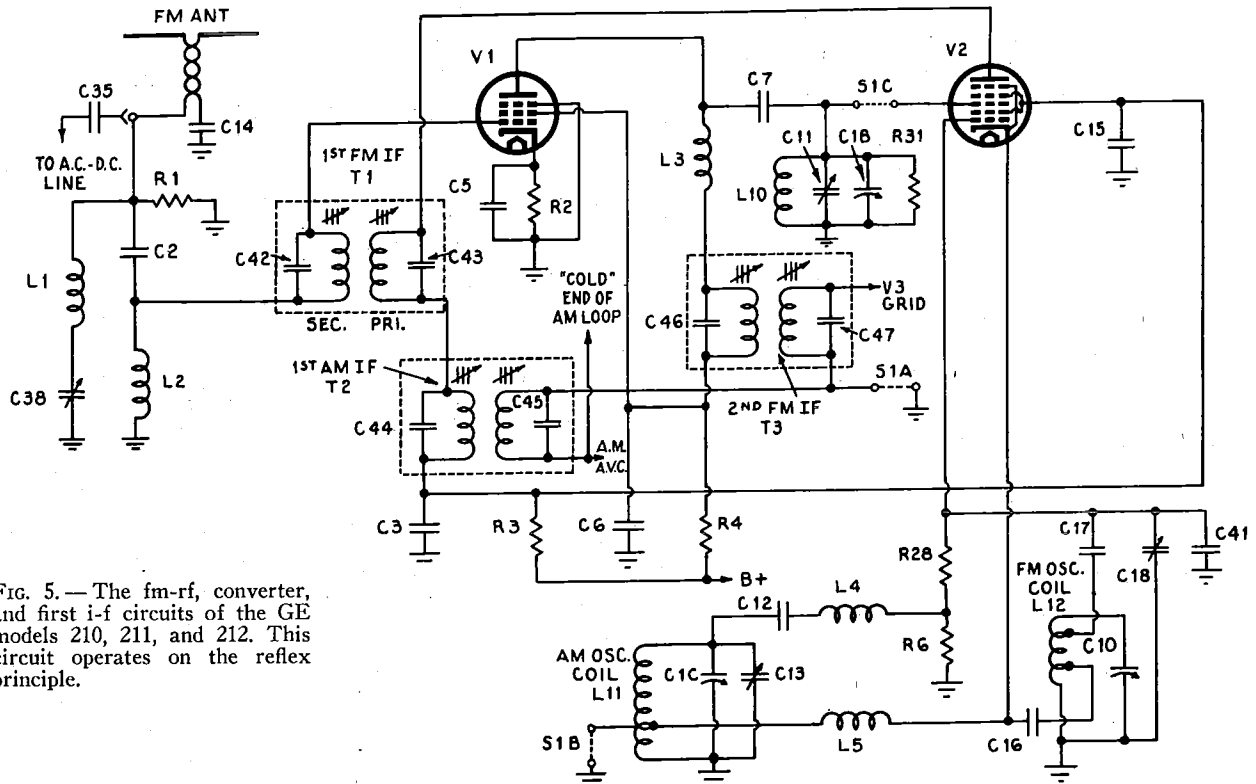 FM ANT
C35
C14
TO A.C.-D.C.
LINE
R1
C2
L1
C38
L2
1ST FM IF
T1
C42
C43
SEC. PRI.
V1
C5
R2
"COLD"
END OF
AM LOOP
1ST AM IF
T2
C44
C45
A.M.
A.V.C.
C3
R3
C6
R4
B+
L3
C7
S1C
C11
C1B
R31
L10
V2
C15
C46
C47
V3
GRID
2ND FM IF
T3
S1A
R28
R6
C12
L4
AM OSC.
COIL
L11
C1C
C13
S1B
L5
C16
FM OSC.
COIL
L12
C17
C18
C10
C41
FIG. 5. — The fm-rf, converter,
and first i-f circuits of the GE
models 210, 211, and 212. This
circuit operates on the reflex
principle.